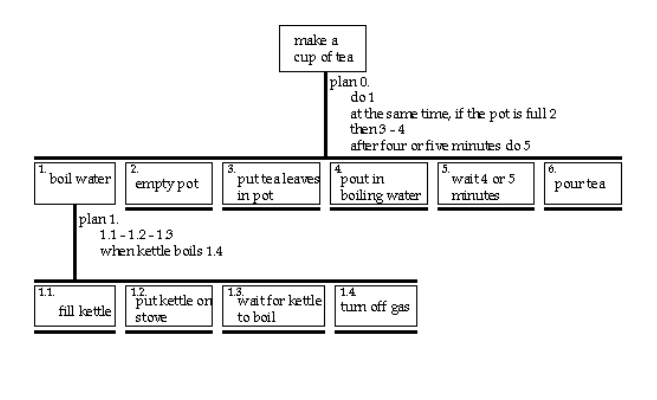 make a
cup of tea
plan 0.
do 1
at the same time, if the pot is full 2
then 3 - 4
after four or five minutes do 5
1.
boil water
2.
empty pot
3.
put tea leaves
in pot
4.
pout in
boiling water
5.
wait 4 or 5
minutes
6.
pour tea
plan 1.
1.1 - 1.2 - 1.3
when kettle boils 1.4
1.1.
fill kettle
1.2.
put kettle on
stove
1.3.
wait for kettle
to boil
1.4.
turn off gas